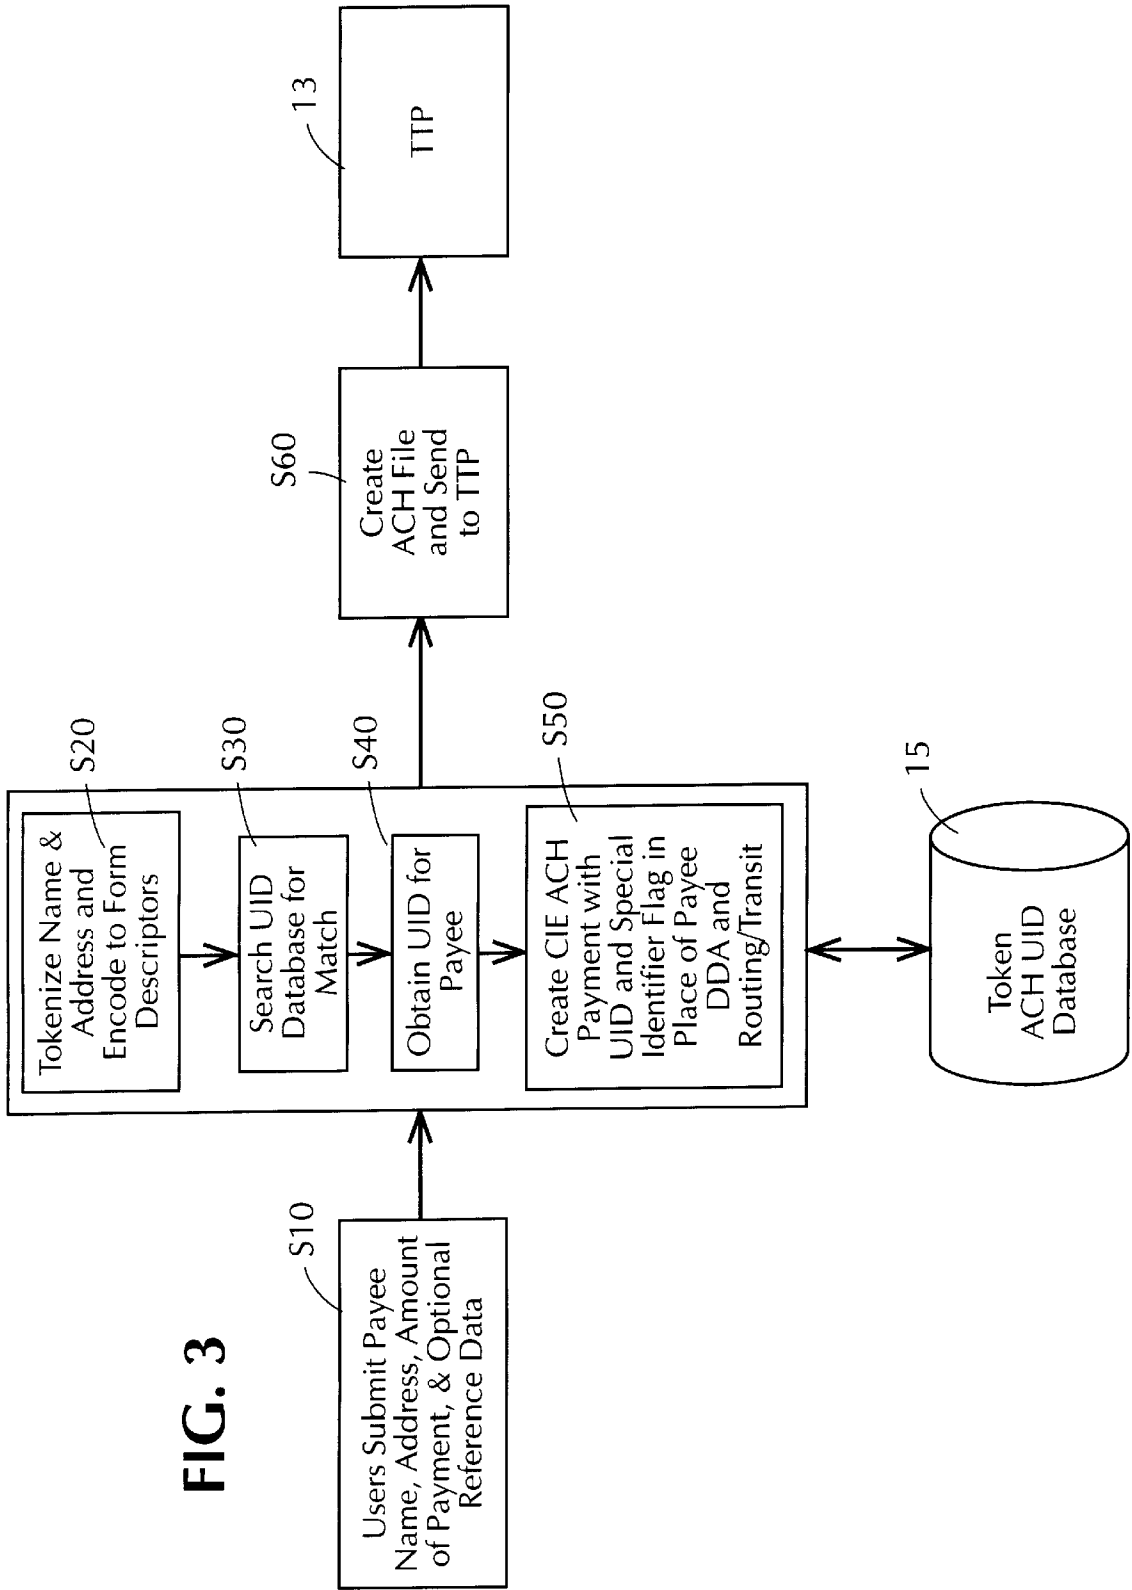 FIG. 3
S10
Users Submit Payee
Name, Address, Amount
of Payment, & Optional
Reference Data
S20
Tokenize Name &
Address and
Encode to Form
Descriptors
S30
Search UID
Database for
Match
S40
Obtain UID for
Payee
S50
Create CIE ACH
Payment with
UID and Special
Identifier Flag in
Place of Payee
DDA and
Routing/Transit
15
Token
ACH UID
Database
S60
Create
ACH File
and Send
to TTP
13
TTP